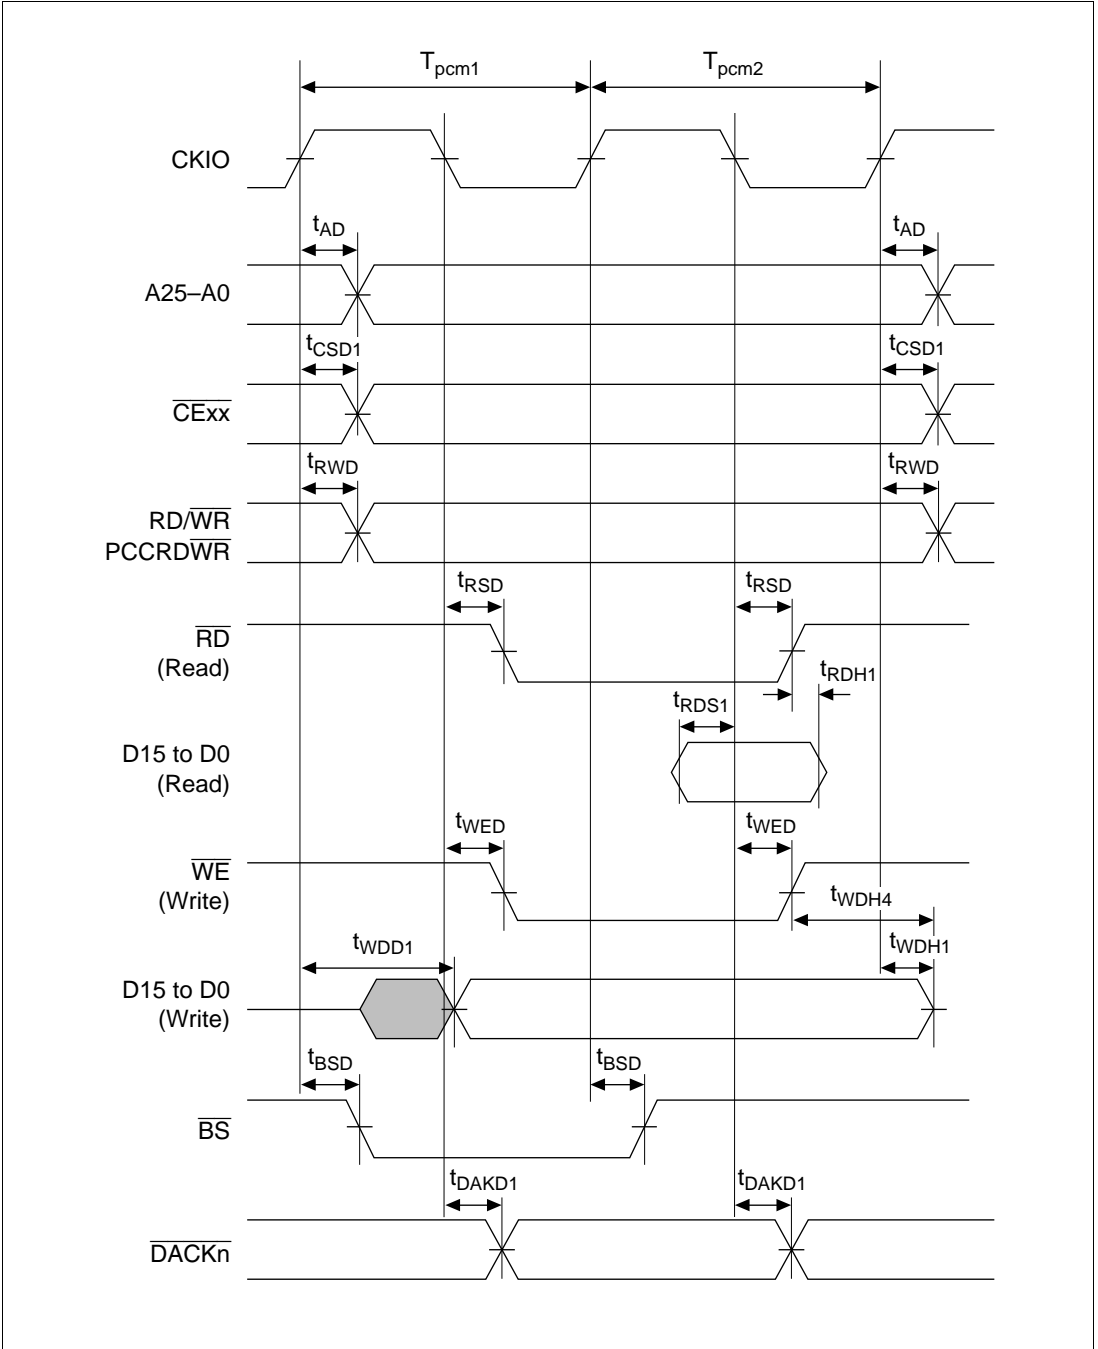 Tpcm1 Tpcm2
CKIO
tAD tAD
A25–A0
tCSD1 tCSD1
CExx
tRWD tRWD
RD/WR
PCCRDWR
tRSD tRSD
RD
(Read)
tRDH1
tRDS1
D15 to D0
(Read)
tWED tWED
WE
(Write)
tWDH4
tWDD1 tWDH1
D15 to D0
(Write)
tBSD tBSD
BS
tDAKD1 tDAKD1
DACKn